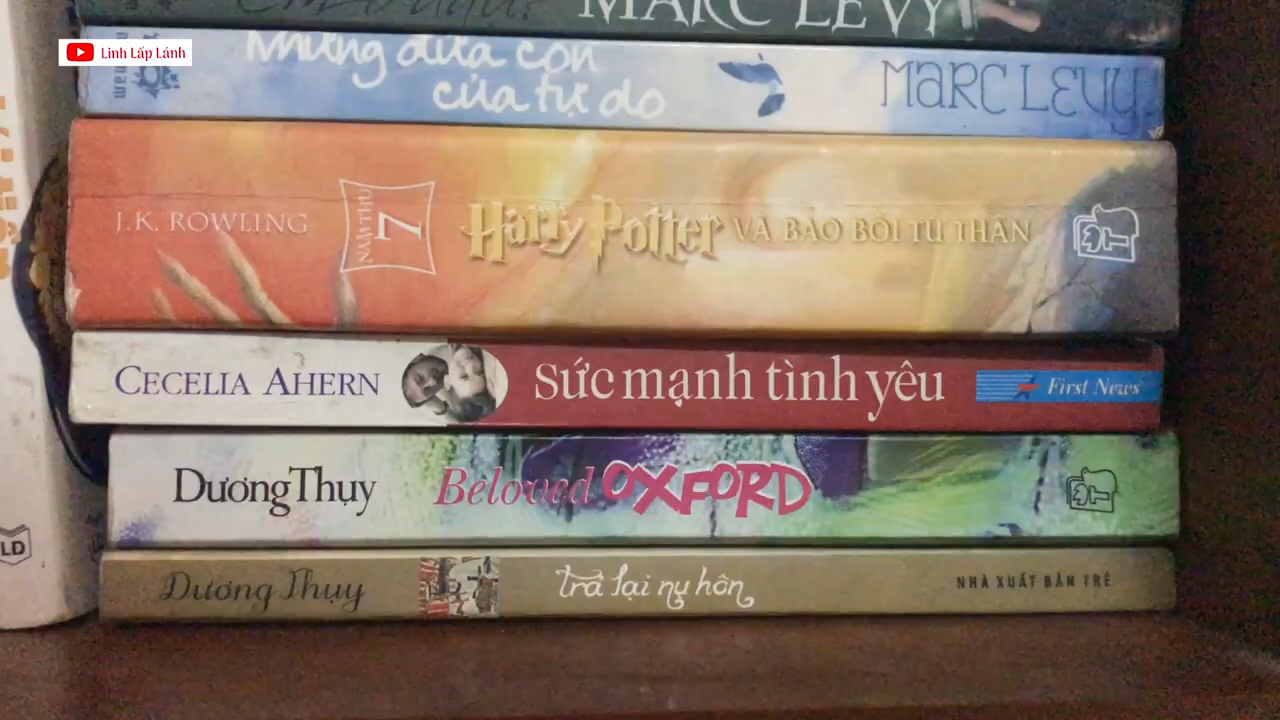 MARC LEVY
Linh Lấp Lánh
Những đứa con
của tự do
MARC LEVY
J.K. ROWLING
NĂM THỨ
7
Harry Potter VÀ BẢO BỐI TỬ THẦN
CECELIA AHERN
Sức mạnh tình yêu
First News
Dương Thụy
Beloved OXFORD
Dương Thụy
trả lại nụ hôn
NHÀ XUẤT BẢN TRẺ
LD